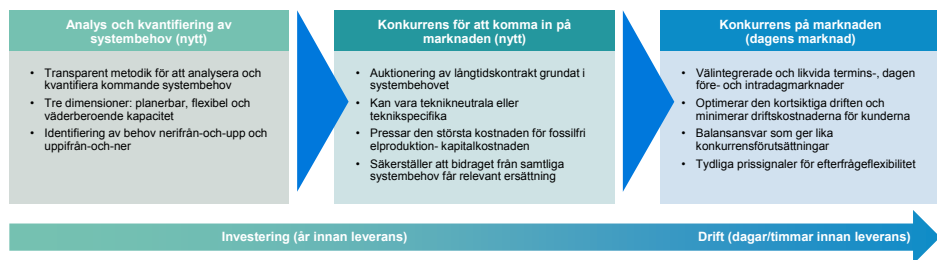 Analys och kvantifiering av
systembehov (nytt)
• Transparent metodik för att analysera och
kvantifiera kommande systembehov
• Tre dimensioner: planerbar, flexibel och
väderberoende kapacitet
• Identifiering av behov nerifrån-och-upp och
uppifrån-och-ner
Konkurrens för att komma in på
marknaden (nytt)
• Auktionering av långtidskontrakt grundat i
systembehovet
• Kan vara teknikneutrala eller
teknikspecifika
• Pressar den största kostnaden för fossilfri
elproduktion- kapitalkostnaden
• Säkerställer att bidraget från samtliga
systembehov får relevant ersättning
Konkurrens på marknaden
(dagens marknad)
• Välintegrerade och likvida termins-, dagen
före- och intradagmarknader
• Optimerar den kortsiktiga driften och
minimerar driftskostnaderna för kunderna
• Balansansvar som ger lika
konkurrensförutsättningar
• Tydliga prissignaler för efterfrågeflexibilitet
Investering (år innan leverans)
Drift (dagar/timmar innan leverans)